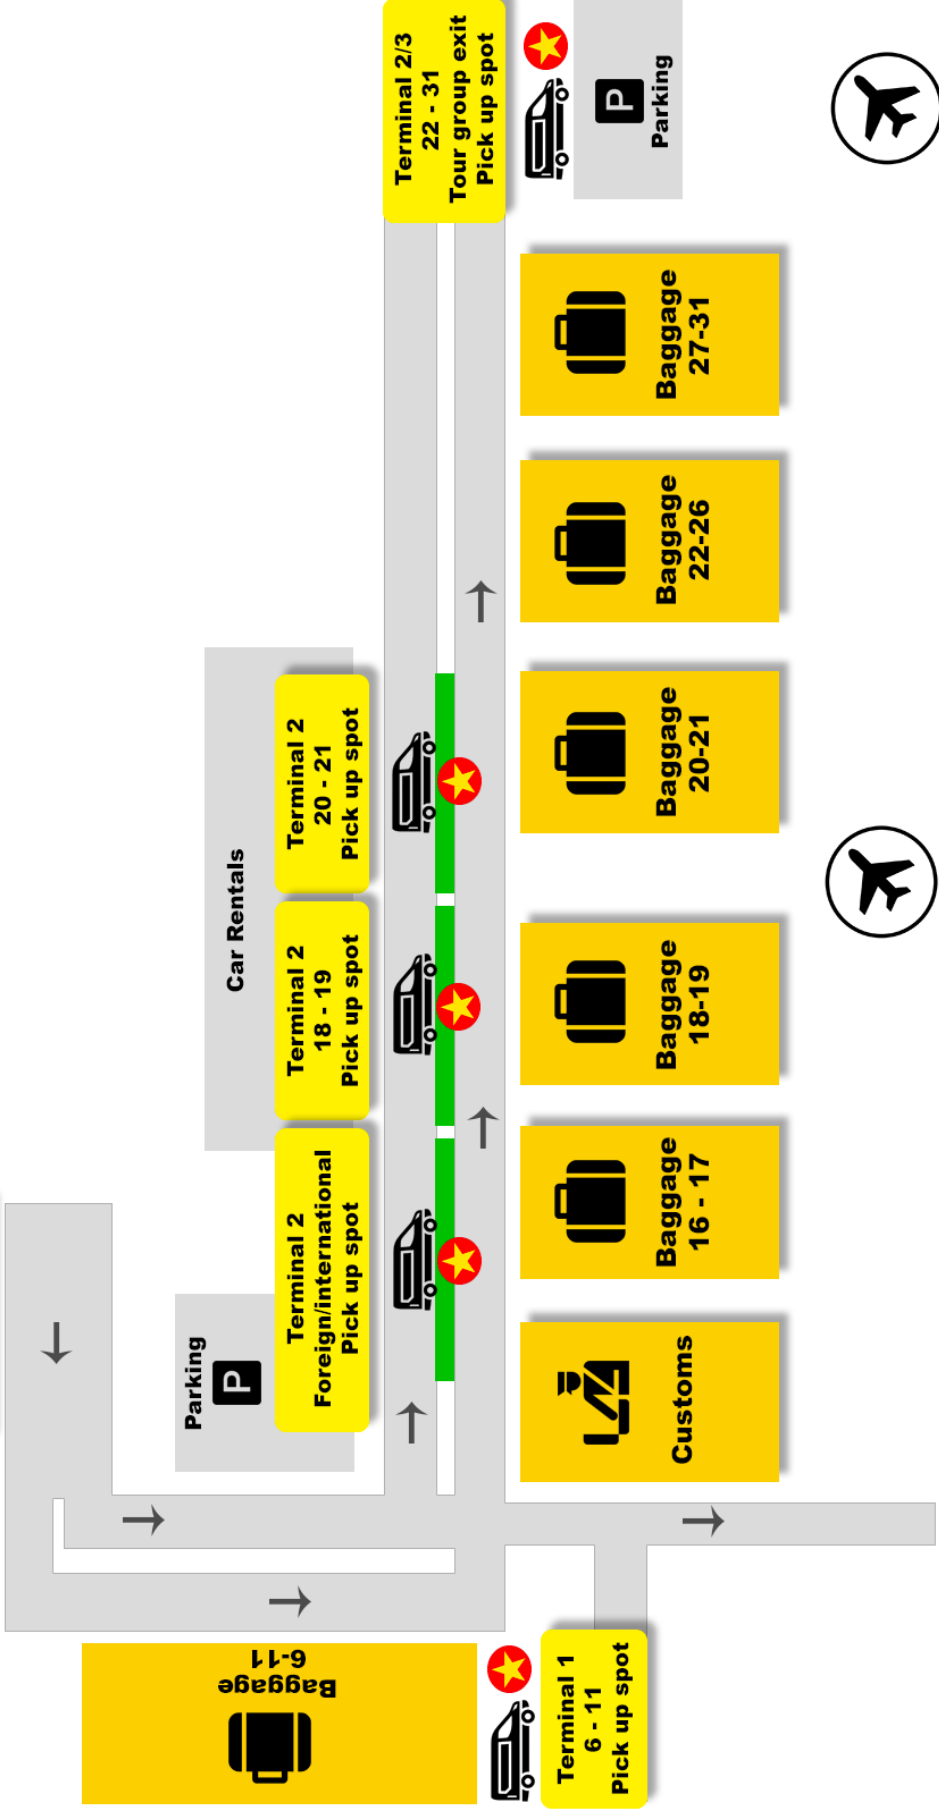 Terminal 1
6 - 11
Pick up spot
Baggage
6-11
Parking
P
Terminal 2
Foreign/international
Pick up spot
Terminal 2
18 - 19
Pick up spot
Terminal 2
20 - 21
Pick up spot
Car Rentals
Terminal 2/3
22 - 31
Tour group exit
Pick up spot
P
Parking
Customs
Baggage
16 - 17
Baggage
18-19
Baggage
20-21
Baggage
22-26
Baggage
27-31